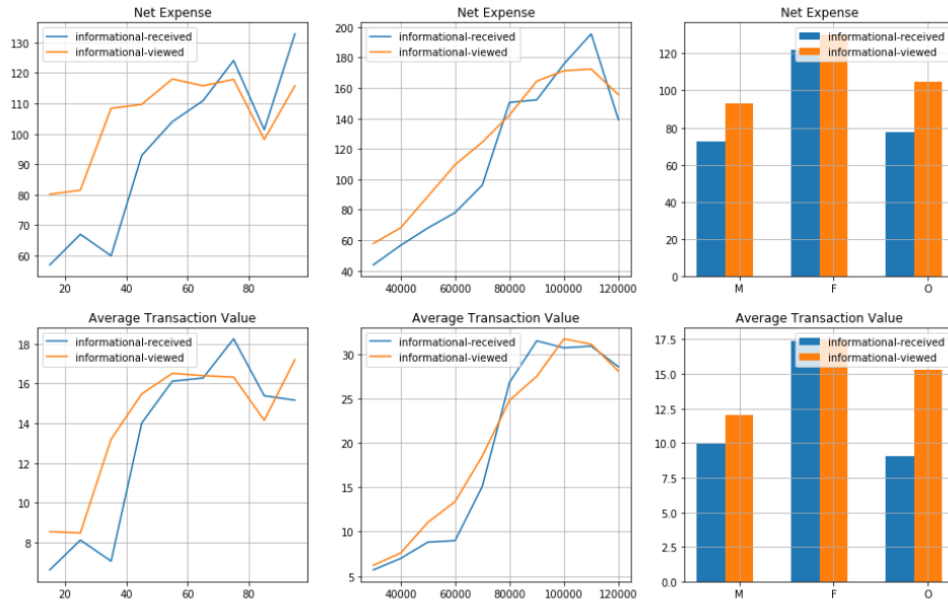 Net Expense
informational-received
informational-viewed
130
120
110
100
90
80
70
60
20
40
60
80
Net Expense
informational-received
informational-viewed
200
180
160
140
120
100
80
60
40
40000
60000
80000
100000
120000
Net Expense
informational-received
informational-viewed
120
100
80
60
40
20
0
M
F
O
Average Transaction Value
informational-received
informational-viewed
18
16
14
12
10
8
20
40
60
80
Average Transaction Value
informational-received
informational-viewed
30
25
20
15
10
5
40000
60000
80000
100000
120000
Average Transaction Value
informational-received
informational-viewed
17.5
15.0
12.5
10.0
7.5
5.0
2.5
0.0
M
F
O